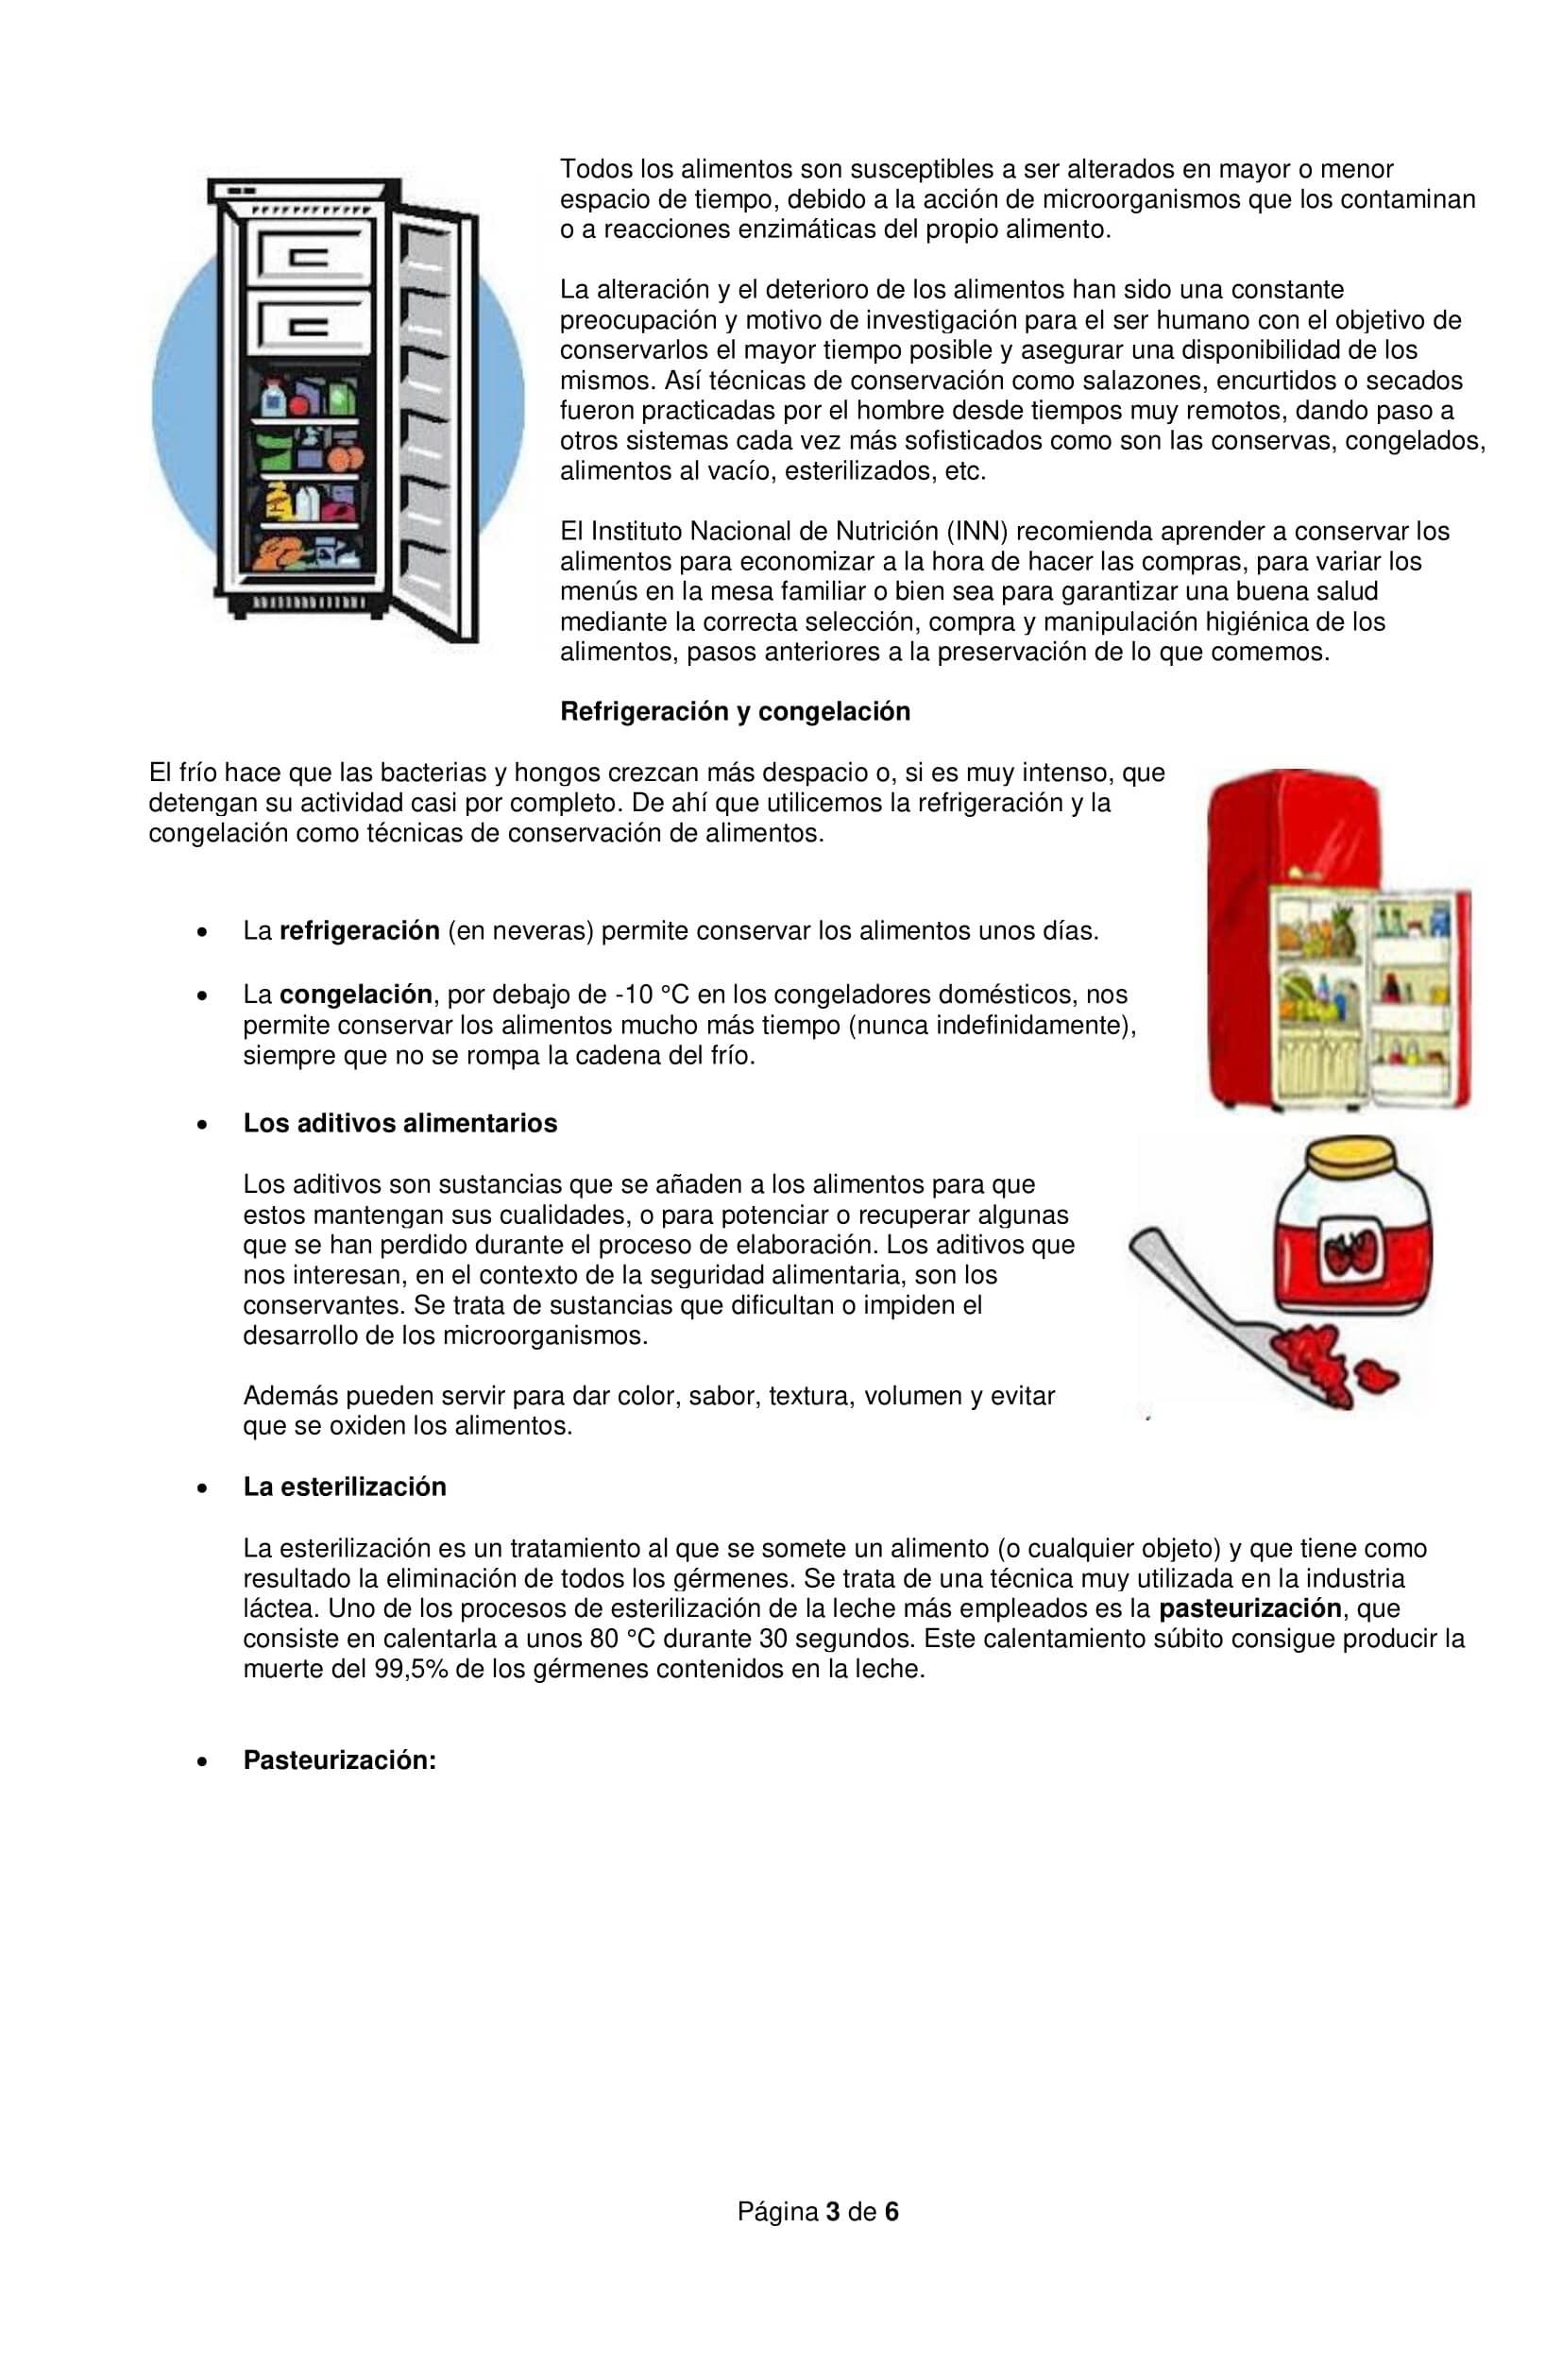 Todos los alimentos son susceptibles a ser alterados en mayor o menor
espacio de tiempo, debido a la acción de microorganismos que los contaminan
o a reacciones enzimáticas del propio alimento.
La alteración y el deterioro de los alimentos han sido una constante
preocupación y motivo de investigación para el ser humano con el objetivo de
conservarlos el mayor tiempo posible y asegurar una disponibilidad de los
mismos. Así técnicas de conservación como salazones, encurtidos o secados
fueron practicadas por el hombre desde tiempos muy remotos, dando paso a
otros sistemas cada vez más sofisticados como son las conservas, congelados,
alimentos al vacío, esterilizados, etc.
El Instituto Nacional de Nutrición (INN) recomienda aprender a conservar los
alimentos para economizar a la hora de hacer las compras, para variar los
menús en la mesa familiar o bien sea para garantizar una buena salud
mediante la correcta selección, compra y manipulación higiénica de los
alimentos, pasos anteriores a la preservación de lo que comemos.
Refrigeración y congelación
El frío hace que las bacterias y hongos crezcan más despacio o, si es muy intenso, que
detengan su actividad casi por completo. De ahí que utilicemos la refrigeración y la
congelación como técnicas de conservación de alimentos.
• La refrigeración (en neveras) permite conservar los alimentos unos días.
• La congelación, por debajo de -10 °C en los congeladores domésticos, nos
permite conservar los alimentos mucho más tiempo (nunca indefinidamente),
siempre que no se rompa la cadena del frío.
• Los aditivos alimentarios
Los aditivos son sustancias que se añaden a los alimentos para que
estos mantengan sus cualidades, o para potenciar o recuperar algunas
que se han perdido durante el proceso de elaboración. Los aditivos que
nos interesan, en el contexto de la seguridad alimentaria, son los
conservantes. Se trata de sustancias que dificultan o impiden el
desarrollo de los microorganismos.
Además pueden servir para dar color, sabor, textura, volumen y evitar
que se oxiden los alimentos.
• La esterilización
La esterilización es un tratamiento al que se somete un alimento (o cualquier objeto) y que tiene como
resultado la eliminación de todos los gérmenes. Se trata de una técnica muy utilizada en la industria
láctea. Uno de los procesos de esterilización de la leche más empleados es la pasteurización, que
consiste en calentarla a unos 80 °C durante 30 segundos. Este calentamiento súbito consigue producir la
muerte del 99,5% de los gérmenes contenidos en la leche.
• Pasteurización:
Página 3 de 6